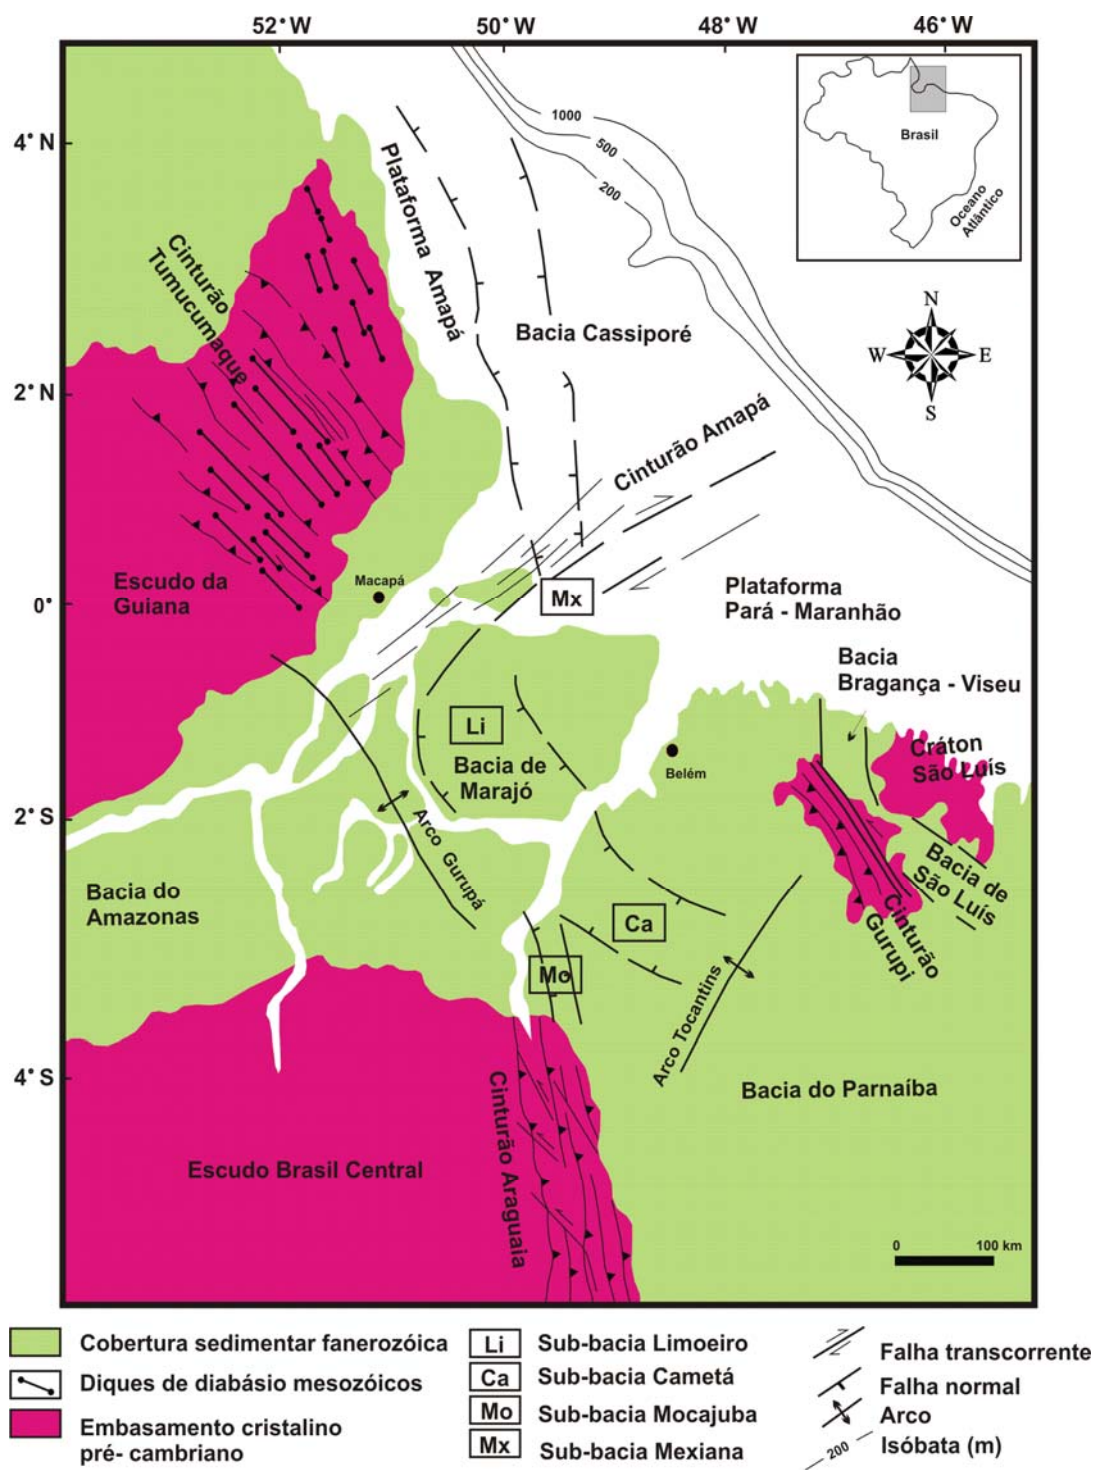 52°W
50°W
48°W
46°W
4°N
2°N
0°
2°S
4°S
1000
500
200
Brasil
Oceano
Atlântico
N
W
E
S
Plataforma Amapá
Cinturão
Tumucumaque
Bacia Cassiporé
Cinturão Amapá
Escudo da
Guiana
Macapá
Mx
Plataforma
Pará - Maranhão
Bacia
Bragança - Viseu
Li
Bacia de
Marajó
Belém
Cráton
São Luís
Arco Gurupá
Bacia de
São Luís
Bacia do
Amazonas
Ca
Cinturão
Gurupi
Mo
Arco Tocantins
Cinturão Araguaia
Bacia do Parnaíba
Escudo Brasil Central
0
100 km
Cobertura sedimentar fanerozóica
Diques de diabásio mesozóicos
Embasamento cristalino
pré- cambriano
Li
Sub-bacia Limoeiro
Ca
Sub-bacia Cametá
Mo
Sub-bacia Mocajuba
Mx
Sub-bacia Mexiana
Falha transcorrente
Falha normal
Arco
200
Isóbata (m)